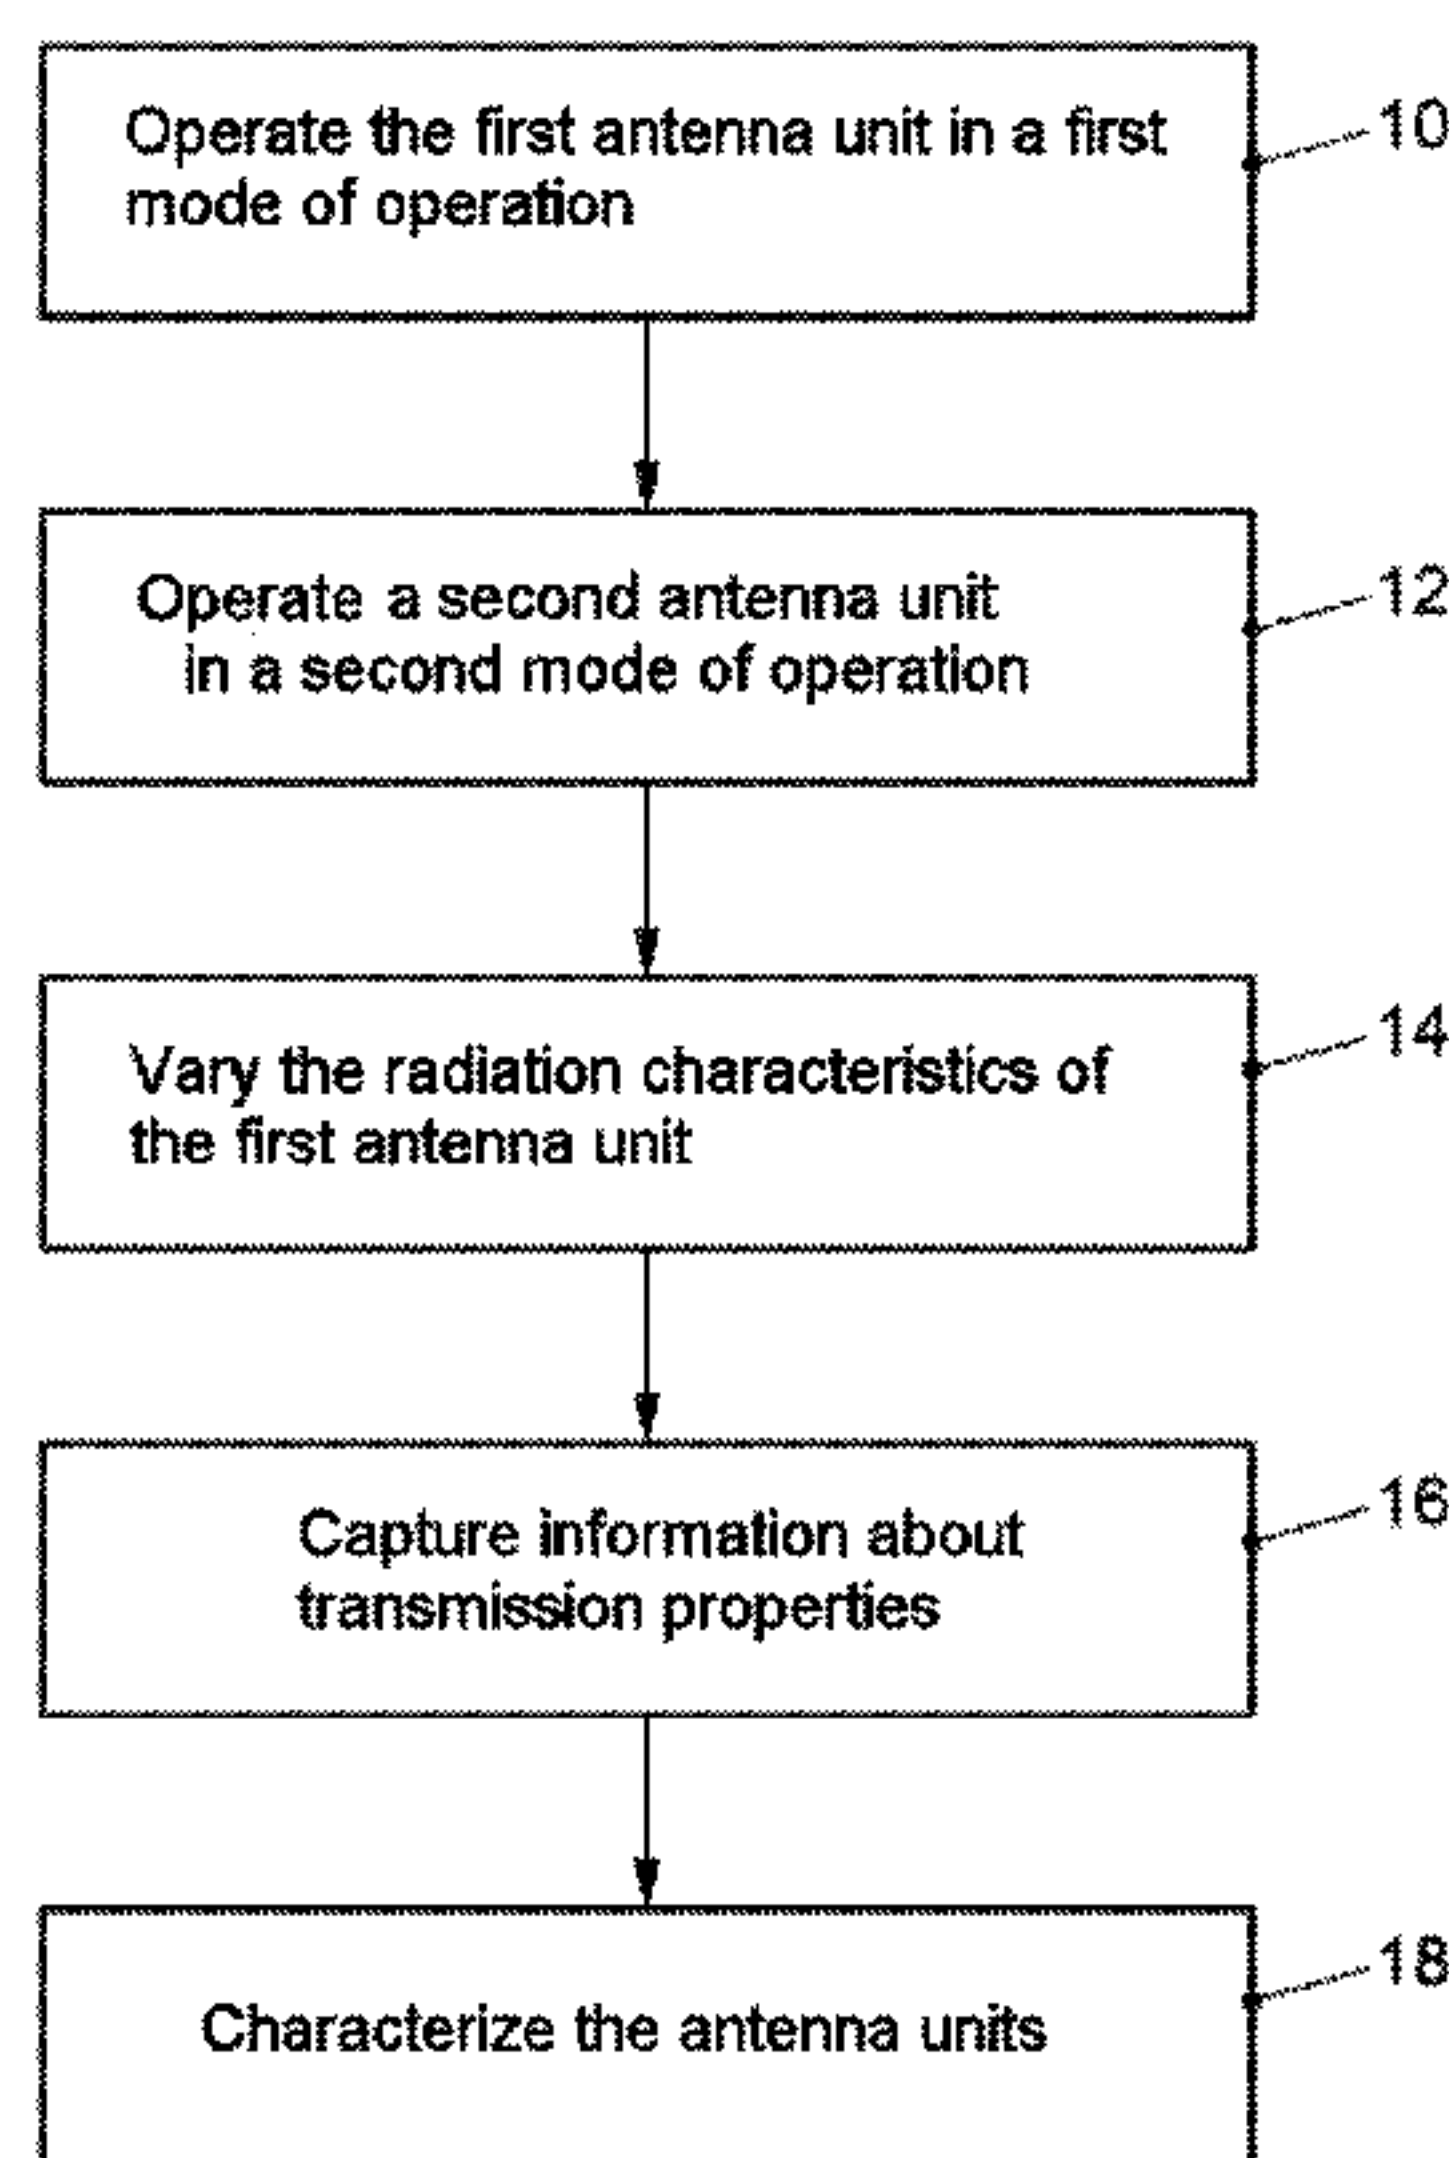 Operate the first antenna unit in a first
mode of operation
10
Operate a second antenna unit
in a second mode of operation
12
Vary the radiation characteristics of
the first antenna unit
14
Capture information about
transmission properties
16
Characterize the antenna units
18